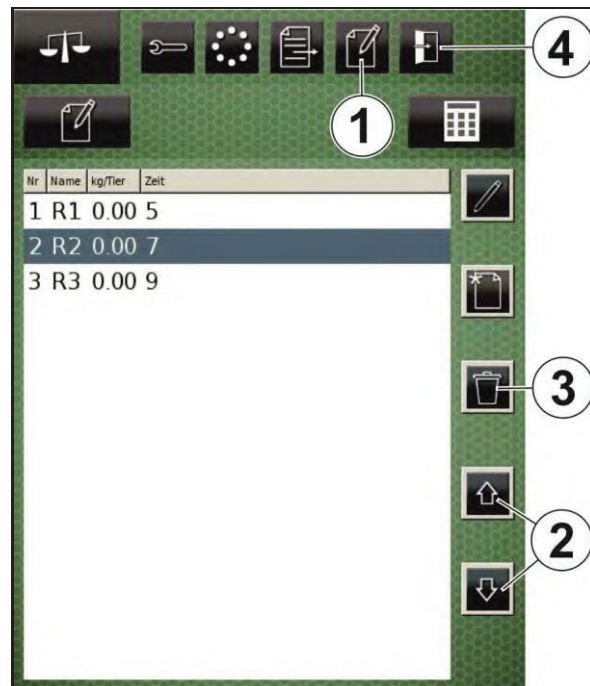 4
1
Nr Name kg/Tier Zeit
1 R1 0.00 5
2 R2 0.00 7
3 R3 0.00 9
3
2